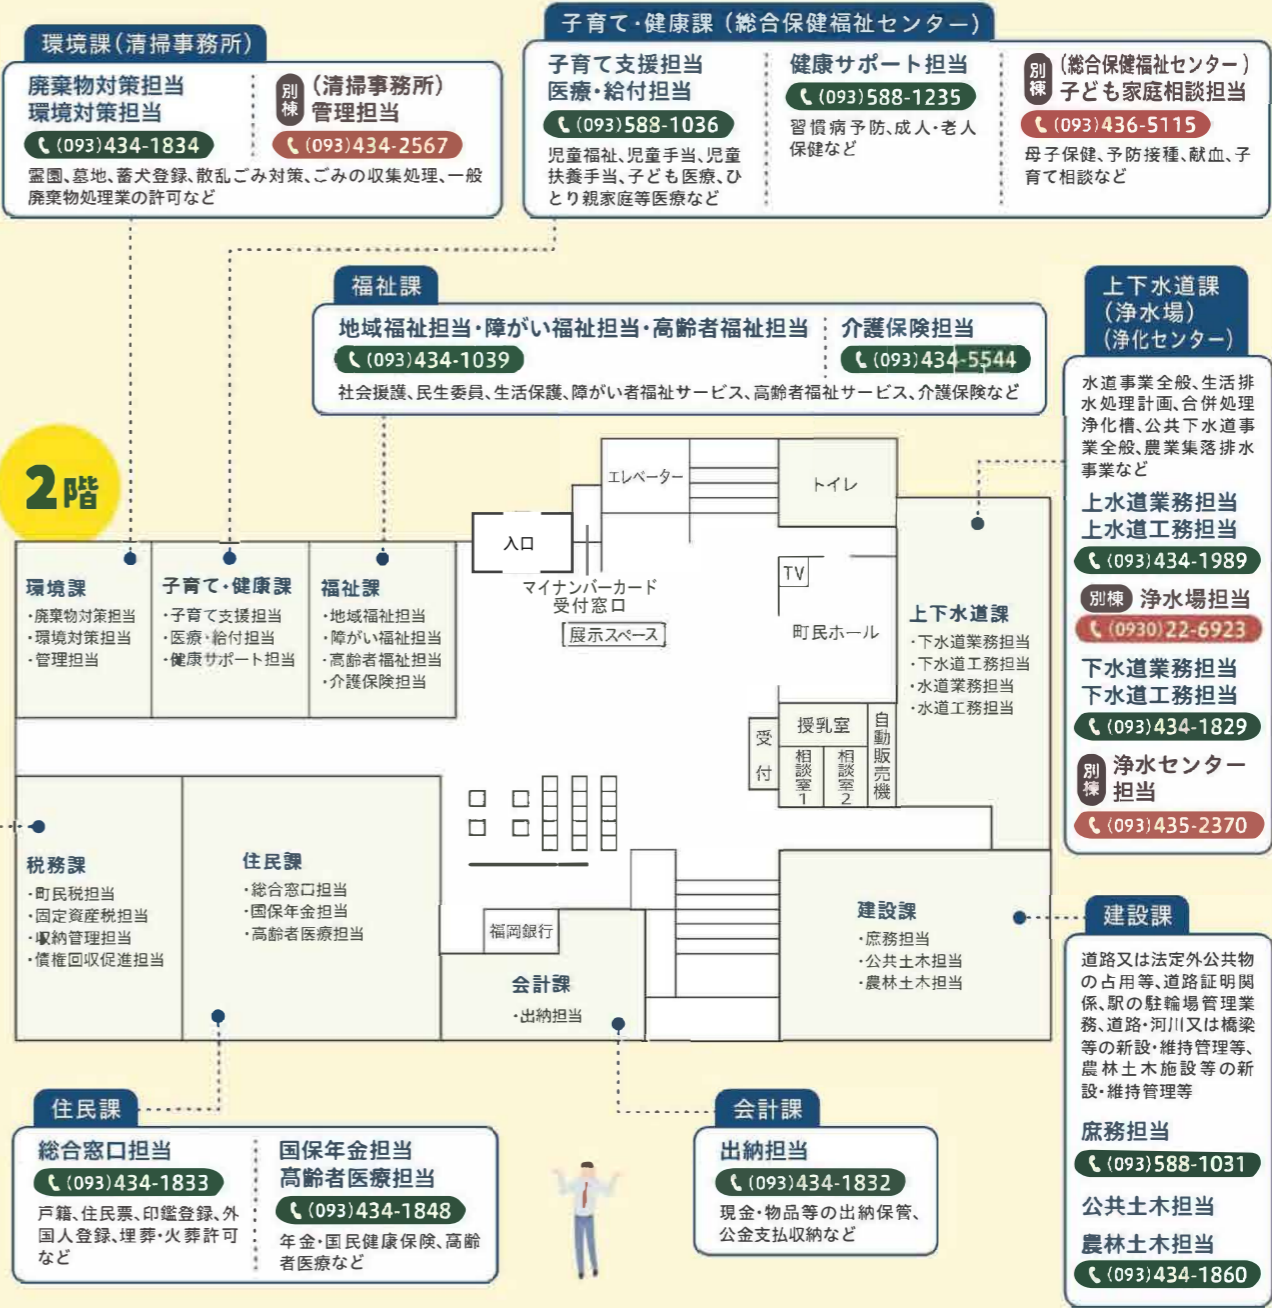 環境課(清掃事務所)
廃棄物対策担当
環境対策担当
(093)434-1834
別棟
(清掃事務所)
管理担当
(093)434-2567
霊園、墓地、蓄犬登録、散乱ごみ対策、ごみの収集処理、一般
廃棄物処理業の許可など
子育て・健康課(総合保健福祉センター)
子育て支援担当
医療・給付担当
(093)588-1036
児童福祉、児童手当、児童
扶養手当、子ども医療、ひ
とり親家庭等医療など
健康サポート担当
(093)588-1235
習慣病予防、成人・老人
保健など
別棟
(総合保健福祉センター)
子ども家庭相談担当
(093)436-5115
母子保健、予防接種、献血、子
育て相談など
福祉課
地域福祉担当・障がい福祉担当・高齢者福祉担当
(093)434-1039
介護保険担当
(093)434-5544
社会援護、民生委員、生活保護、障がい者福祉サービス、高齢者福祉サービス、介護保険など
上下水道課
(浄水場)
(浄化センター)
水道事業全般、生活排
水処理計画、合併処理
浄化槽、公共下水道事
業全般、農業集落排水
事業など
上水道業務担当
上水道工務担当
(093)434-1989
別棟 浄水場担当
(0930)22-6923
下水道業務担当
下水道工務担当
(093)434-1829
別棟
浄水センター
担当
(093)435-2370
2階
環境課
・廃棄物対策担当
・環境対策担当
・管理担当
子育て・健康課
・子育て支援担当
・医療・給付担当
・健康サポート担当
福祉課
・地域福祉担当
・障がい福祉担当
・高齢者福祉担当
・介護保険担当
入口
エレベーター
トイレ
マイナンバーカード
受付窓口
展示スペース
TV
町民ホール
上下水道課
・下水道業務担当
・下水道工務担当
・水道業務担当
・水道工務担当
受付
授乳室
相談室1
相談室2
自動販売機
税務課
・町民税担当
・固定資産税担当
・収納管理担当
・債権回収促進担当
住民課
・総合窓口担当
・国保年金担当
・高齢者医療担当
福岡銀行
会計課
・出納担当
建設課
・庶務担当
・公共土木担当
・農林土木担当
建設課
道路又は法定外公共物
の占用等、道路証明関
係、駅の駐輪場管理業
務、道路・河川又は橋梁
等の新設・維持管理等、
農林土木施設等の新
設・維持管理等
庶務担当
(093)588-1031
公共土木担当
農林土木担当
(093)434-1860
住民課
総合窓口担当
(093)434-1833
戸籍、住民票、印鑑登録、外
国人登録、埋葬・火葬許可
など
国保年金担当
高齢者医療担当
(093)434-1848
年金・国民健康保険、高齢
者医療など
会計課
出納担当
(093)434-1832
現金・物品等の出納保管、
公金支払収納など